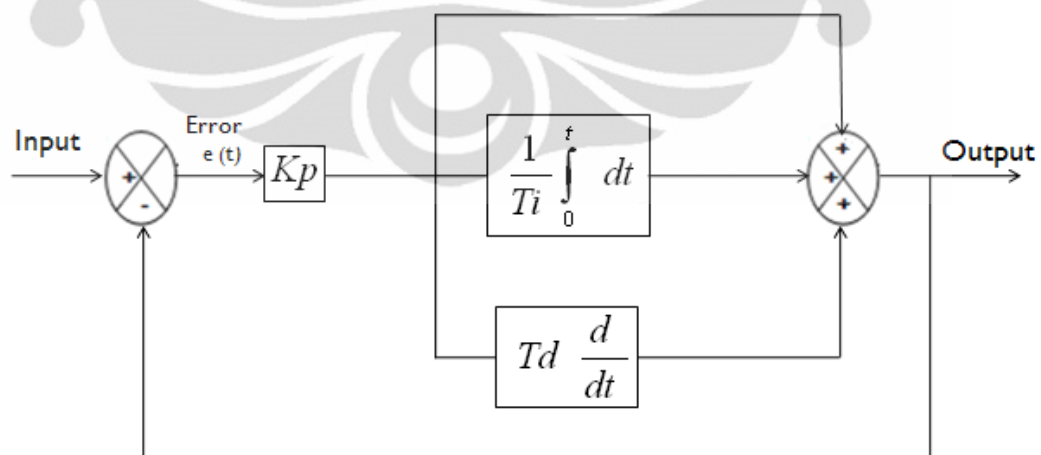 Input
+
-
Error
e (t)
Kp
1/Ti ∫ 0 t dt
Td d/dt
+
+
+
Output